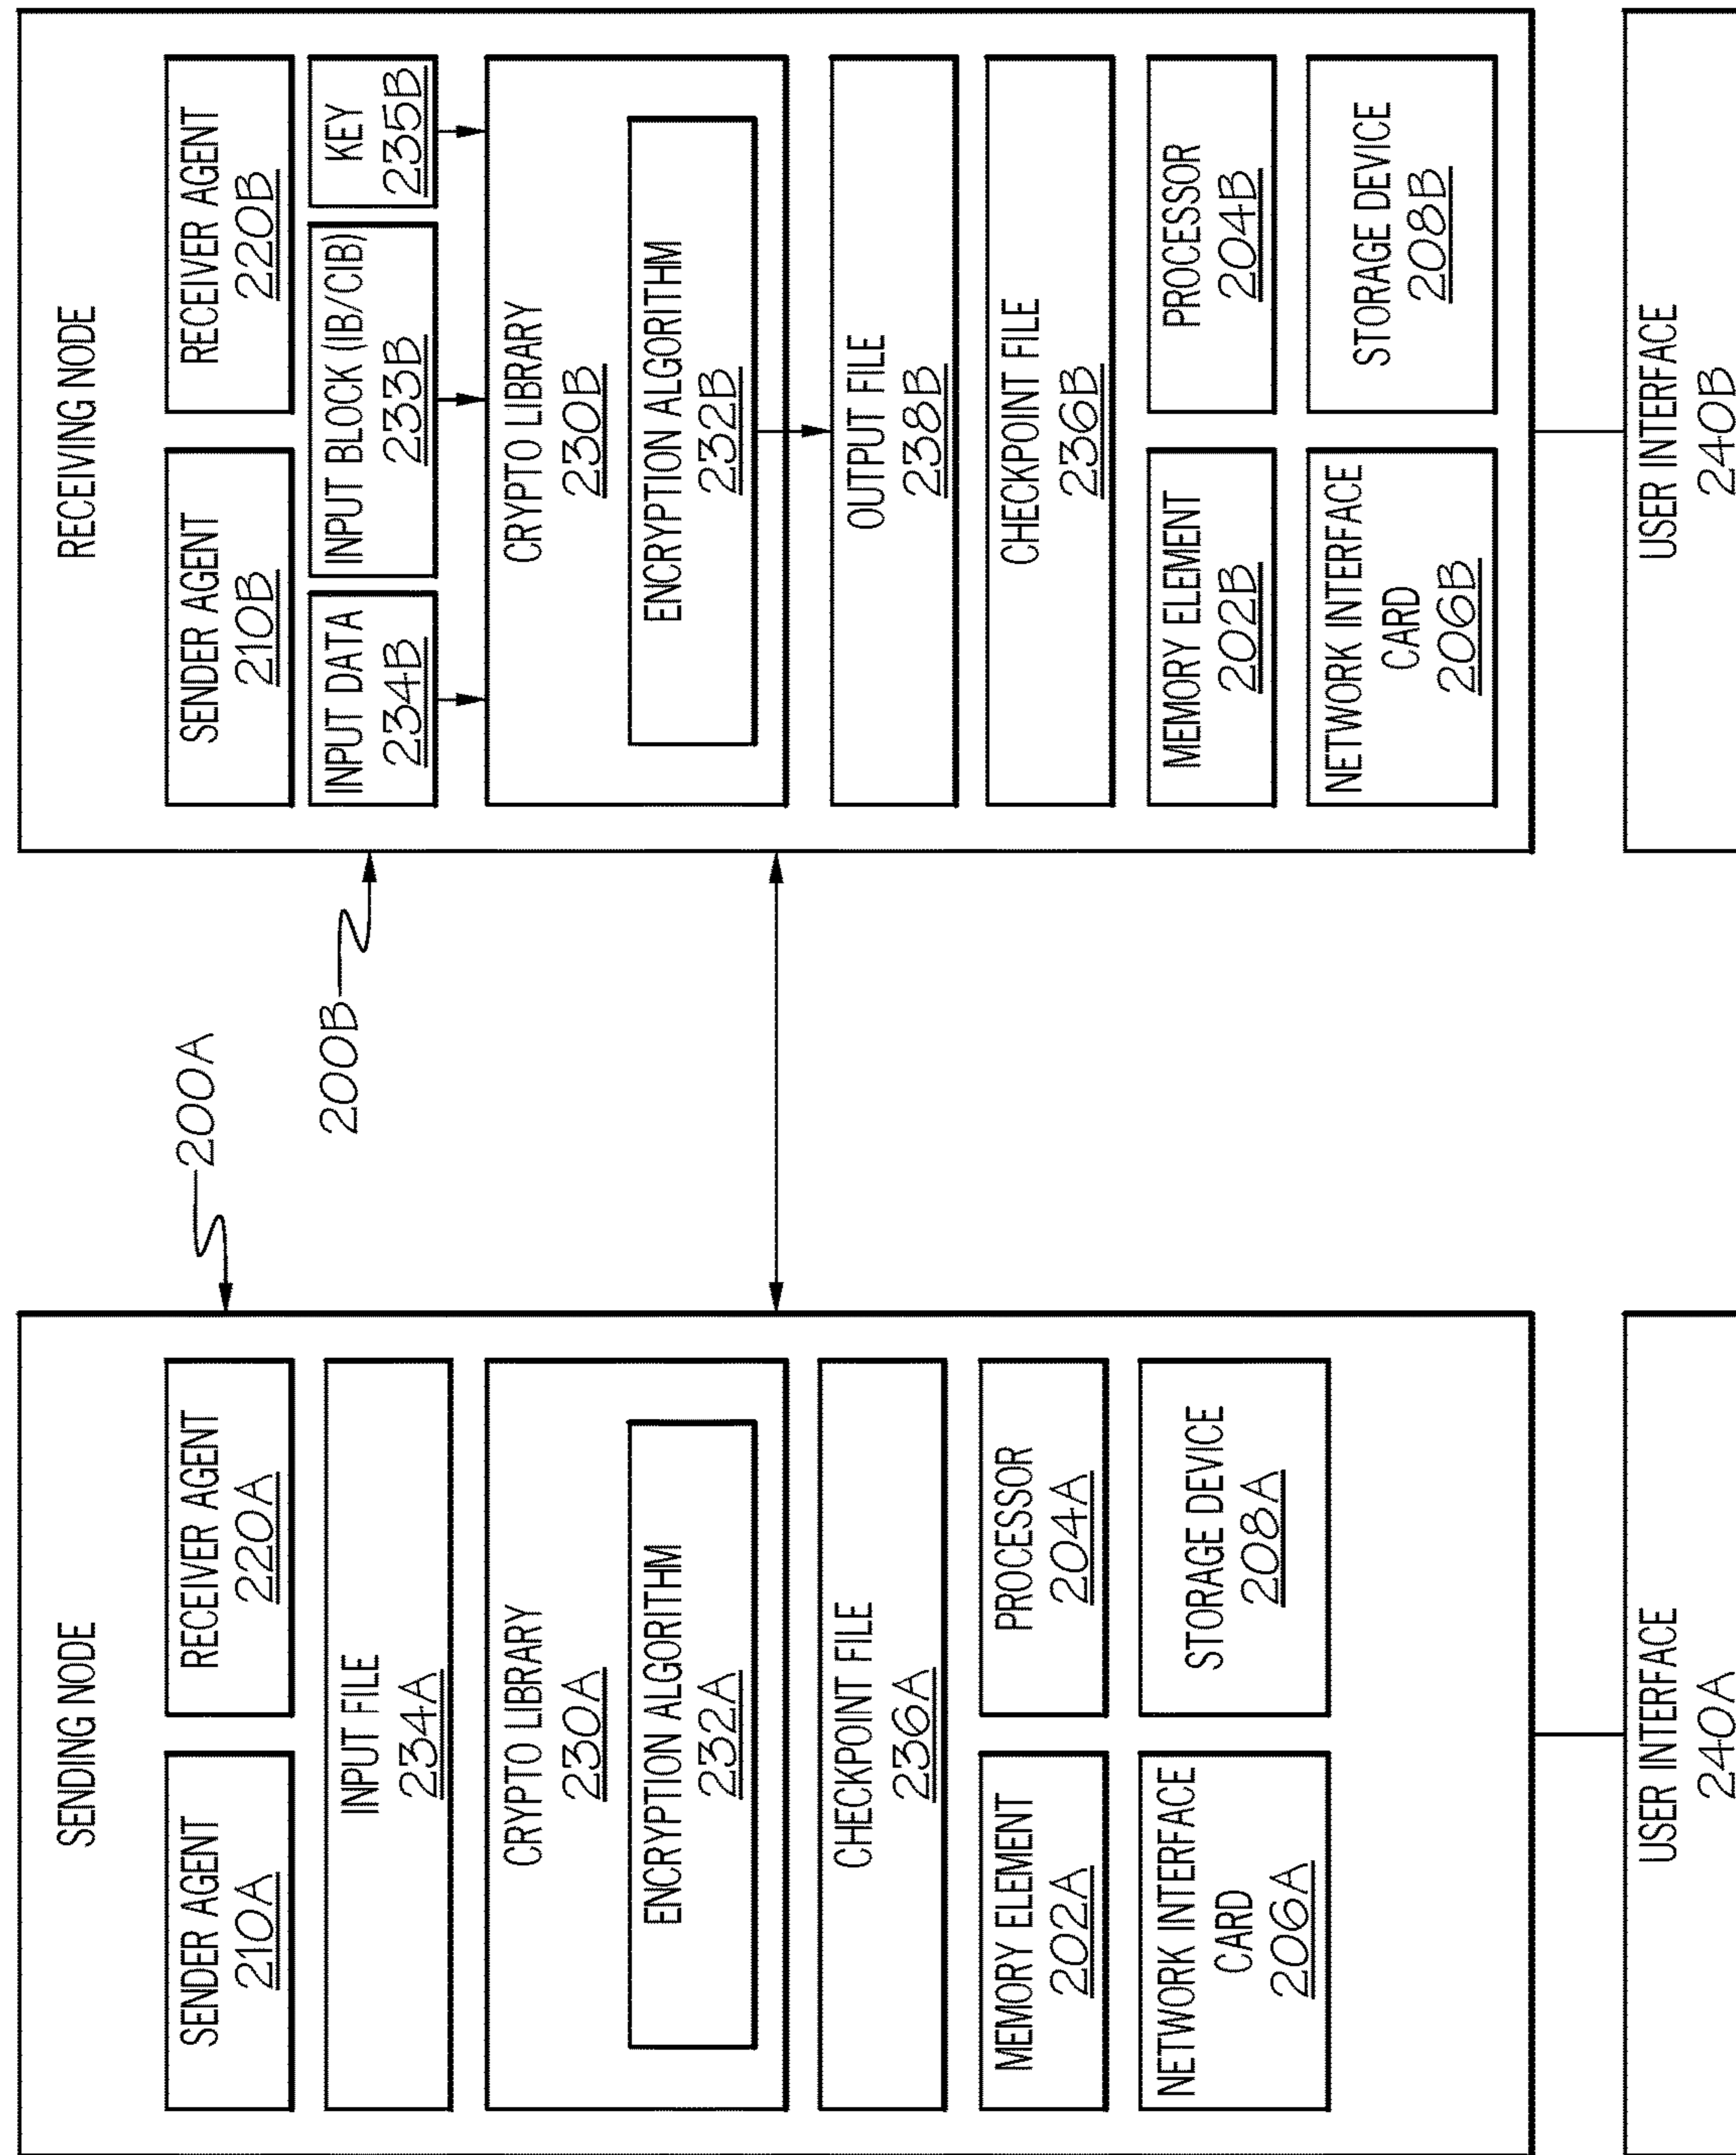 SENDING NODE
SENDER AGENT
210A
RECEIVER AGENT
220A
INPUT FILE
234A
CRYPTO LIBRARY
230A
ENCRYPTION ALGORITHM
232A
CHECKPOINT FILE
236A
MEMORY ELEMENT
202A
PROCESSOR
204A
NETWORK INTERFACE
CARD
206A
STORAGE DEVICE
208A
USER INTERFACE
240A
200A
200B
RECEIVING NODE
SENDER AGENT
210B
RECEIVER AGENT
220B
INPUT DATA
234B
INPUT BLOCK (IB/CIB)
233B
KEY
235B
CRYPTO LIBRARY
230B
ENCRYPTION ALGORITHM
232B
OUTPUT FILE
238B
CHECKPOINT FILE
236B
MEMORY ELEMENT
202B
PROCESSOR
204B
NETWORK INTERFACE
CARD
206B
STORAGE DEVICE
208B
USER INTERFACE
240B